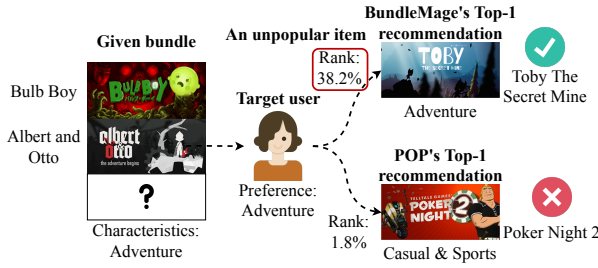 Given bundle
Bulb Boy
BULB BOY
Albert and
Otto
albert
& otto
the adventure begins
?
Characteristics:
Adventure
An unpopular item
Rank:
38.2%
Target user
Preference:
Adventure
Rank:
1.8%
BundleMage's Top-1
recommendation
TOBY
THE SECRET MINE
Toby The
Secret Mine
Adventure
POP's Top-1
recommendation
TELLTALE GAMES
POKER
NIGHT 2
Poker Night 2
Casual & Sports